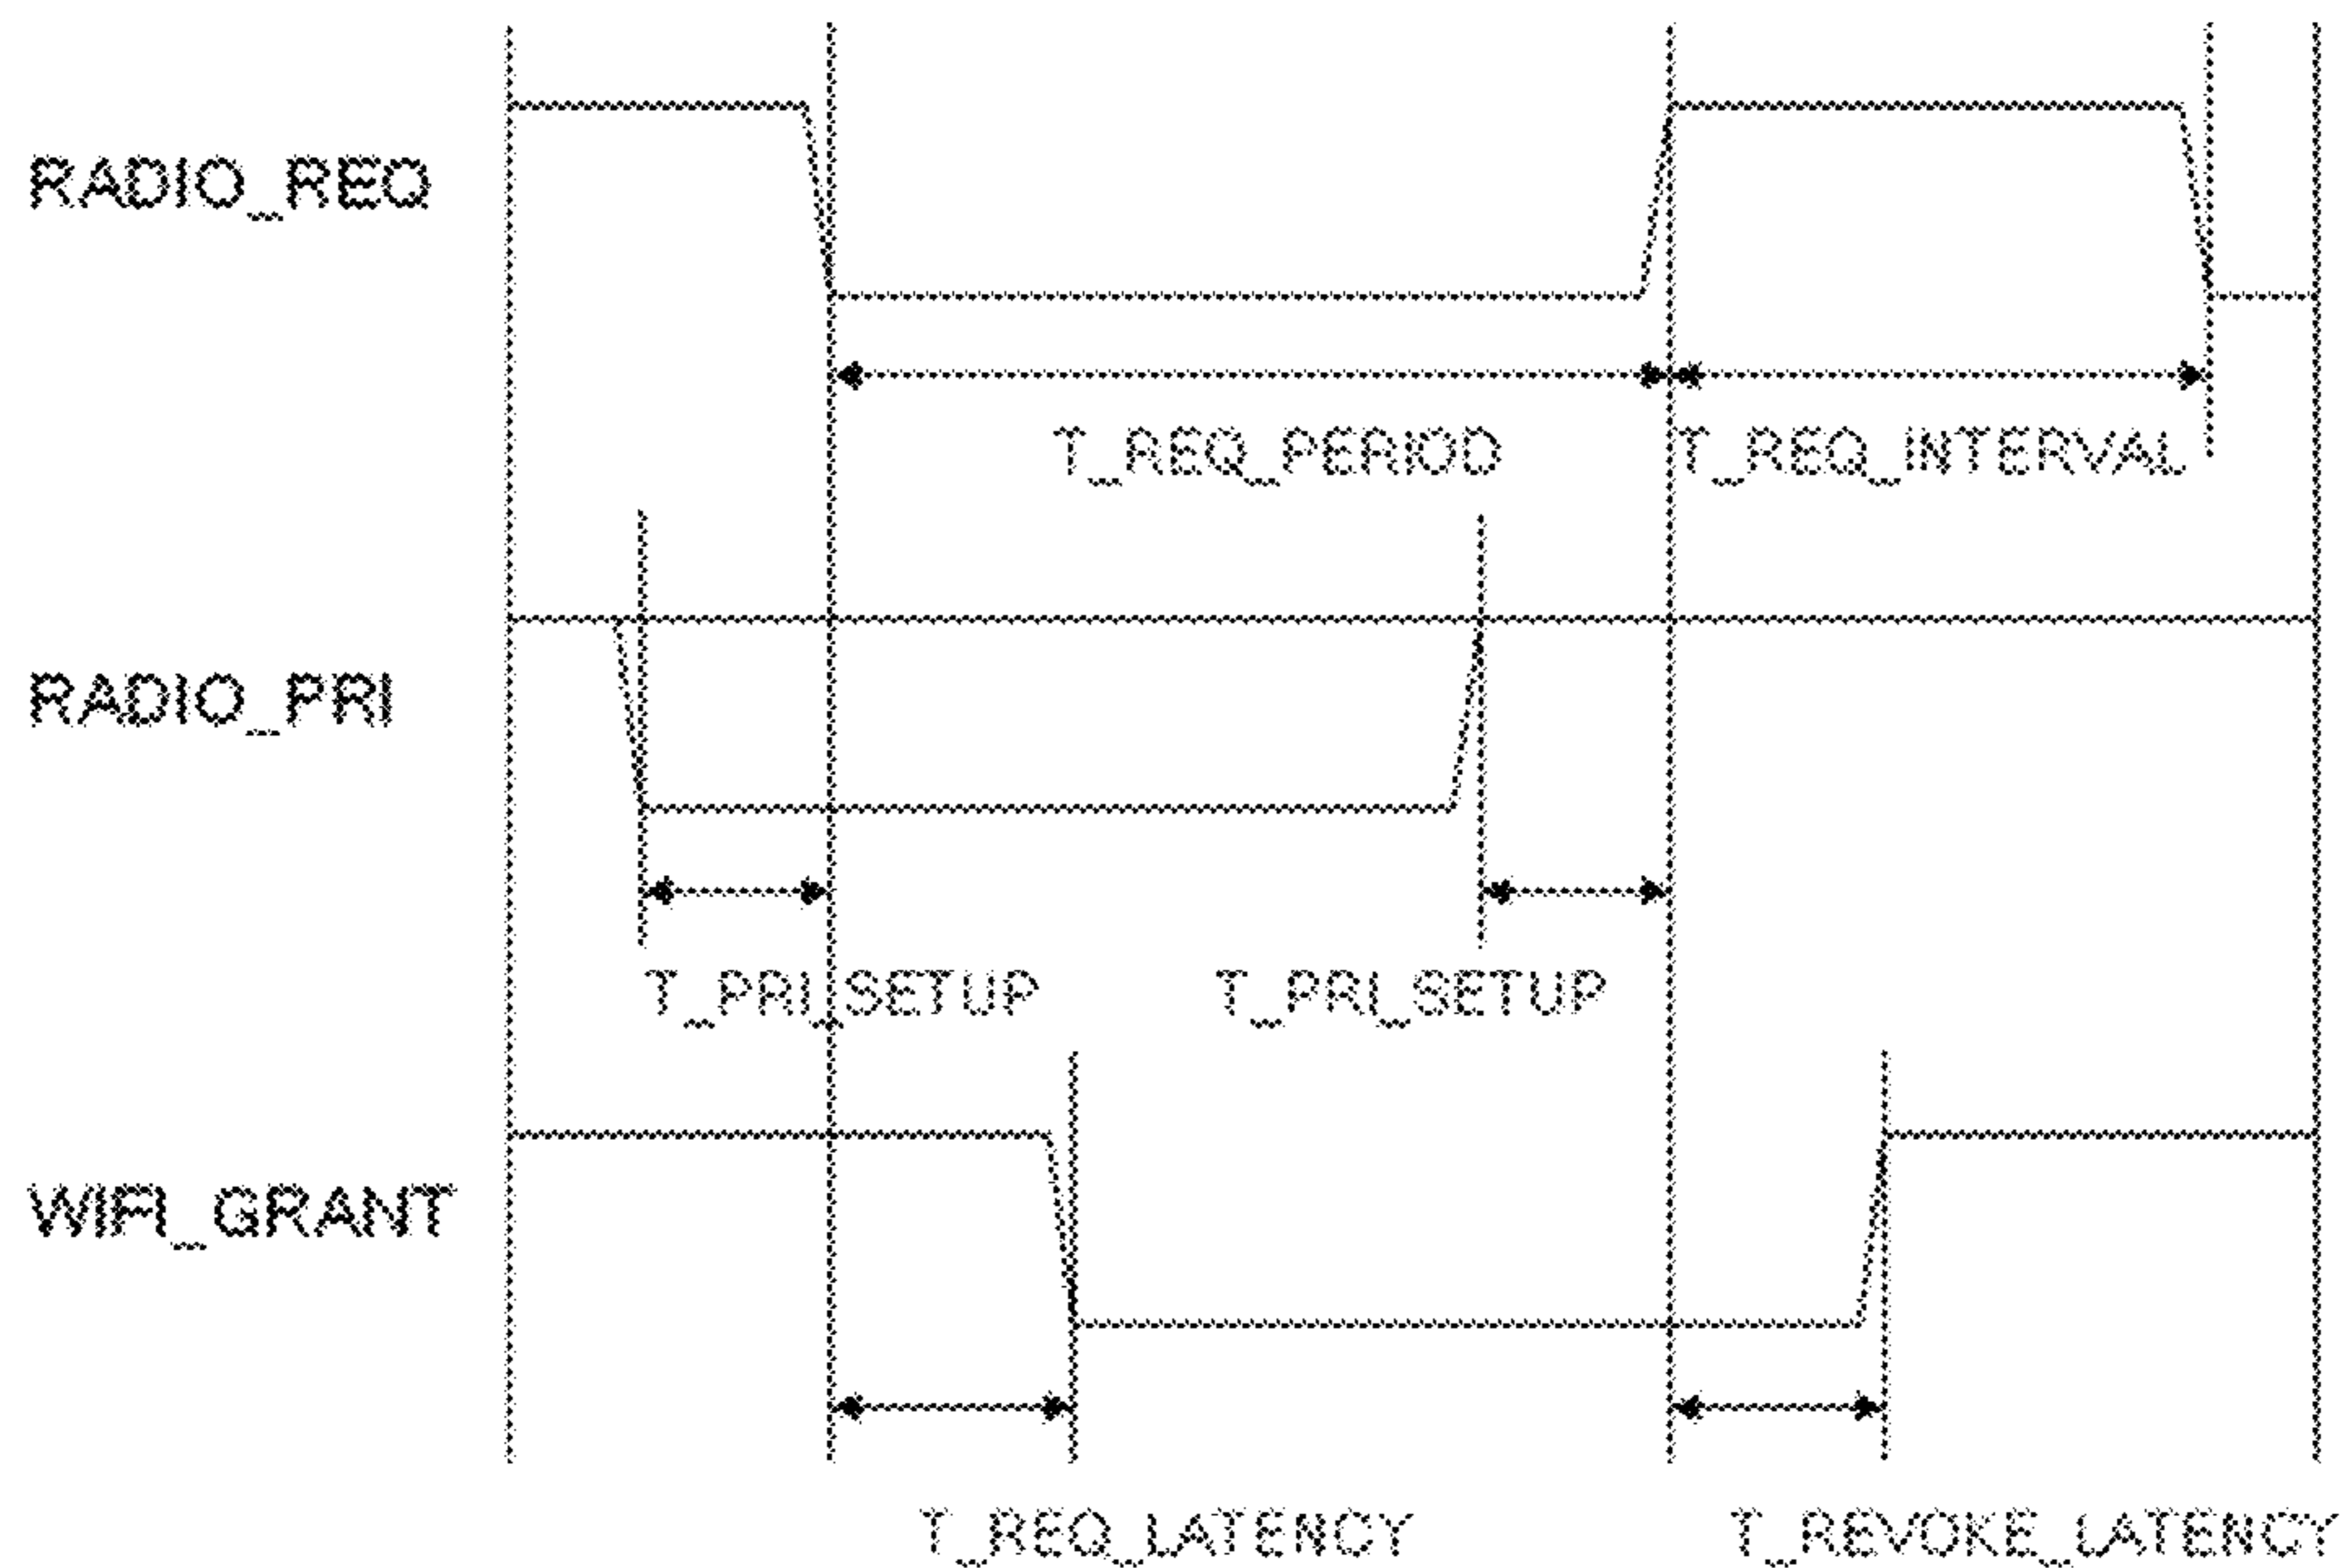 RADIO_REQ
T_REQ_PERIOD
T_REQ_INTERVAL
RADIO_PRI
T_PRI_SETUP
T_PRI_SETUP
WIFI_GRANT
T_REQ_LATENCY
T_REVOKE_LATENCY